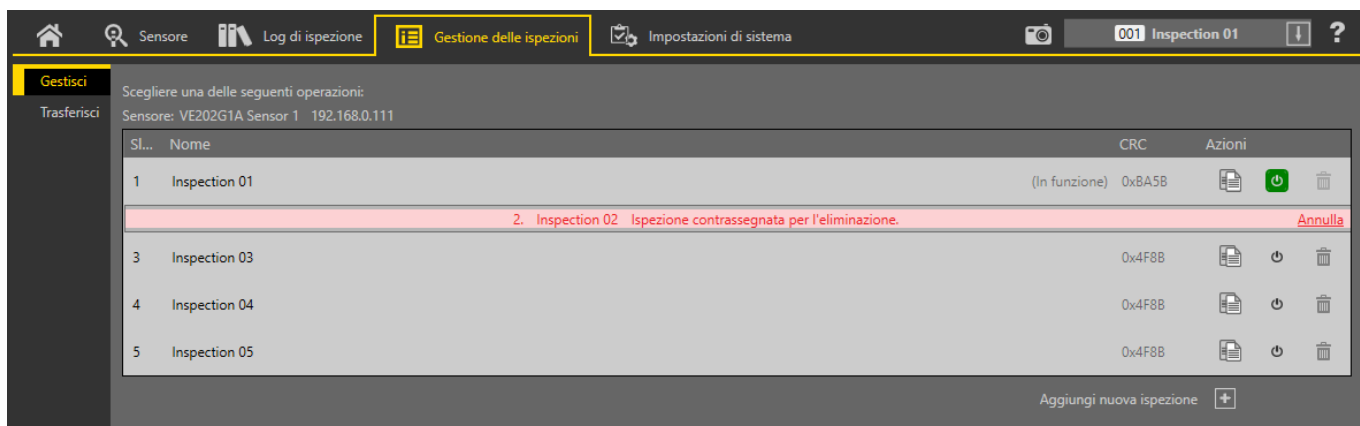 Sensore Log di ispezione Gestione delle ispezioni Impostazioni di sistema 001 Inspection 01 ?
Gestisci
Trasferisci
Scegliere una delle seguenti operazioni:
Sensore: VE202G1A Sensor 1 192.168.0.111
Sl... Nome CRC Azioni
1 Inspection 01 (In funzione) 0xBA5B
2. Inspection 02 Ispezione contrassegnata per l'eliminazione. Annulla
3 Inspection 03 0x4F8B
4 Inspection 04 0x4F8B
5 Inspection 05 0x4F8B
Aggiungi nuova ispezione +